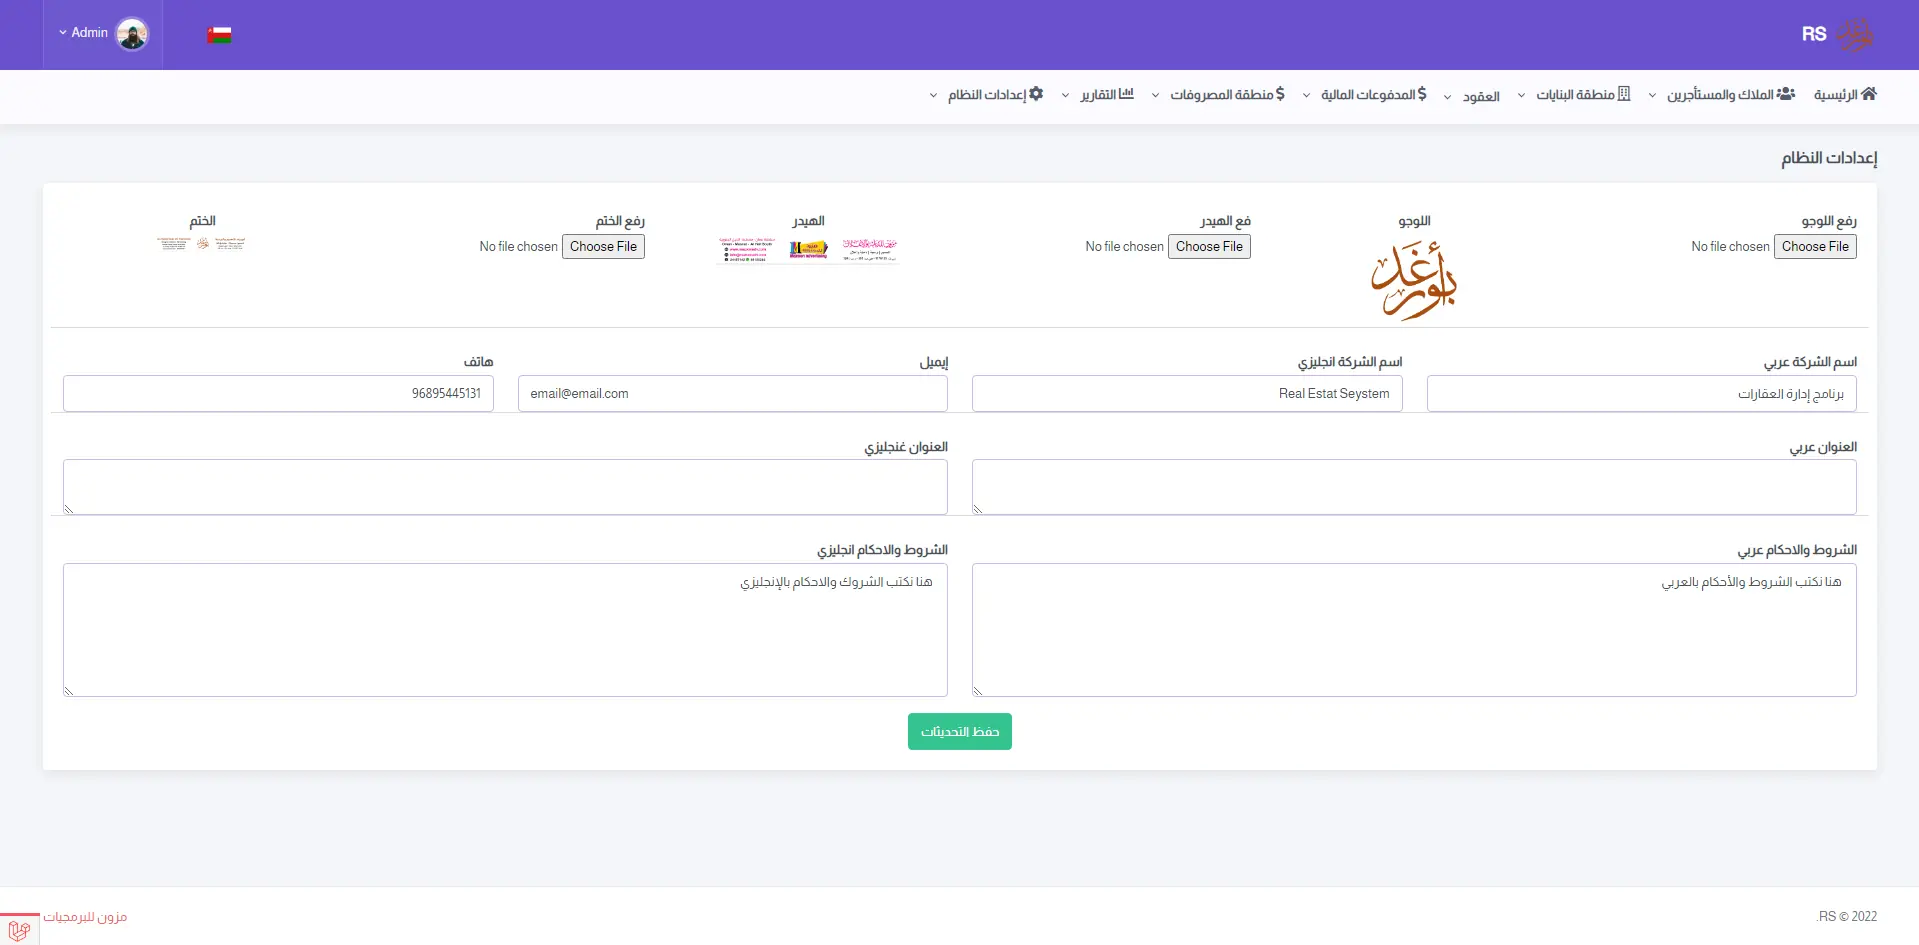 RS
Admin
الرئيسية
الملاك والمستأجرين
منطقة البنايات
العقود
المدفوعات المالية
منطقة المصروفات
التقارير
إعدادات النظام
إعدادات النظام
رفع اللوجو
Choose File No file chosen
اللوجو
فع الهيدر
Choose File No file chosen
الهيدر
رفع الختم
Choose File No file chosen
الختم
اسم الشركة عربي
برنامج إدارة العقارات
اسم الشركة انجليزي
Real Estat Seystem
إيميل
email@email.com
هاتف
96895445131
العنوان عربي
العنوان غنجليزي
الشروط والاحكام عربي
هنا نكتب الشروط والأحكام بالعربي
الشروط والاحكام انجليزي
هنا نكتب الشروك والاحكام بالإنجليزي
حفظ التحديثات
2022 © RS.
مزون للبرمجيات